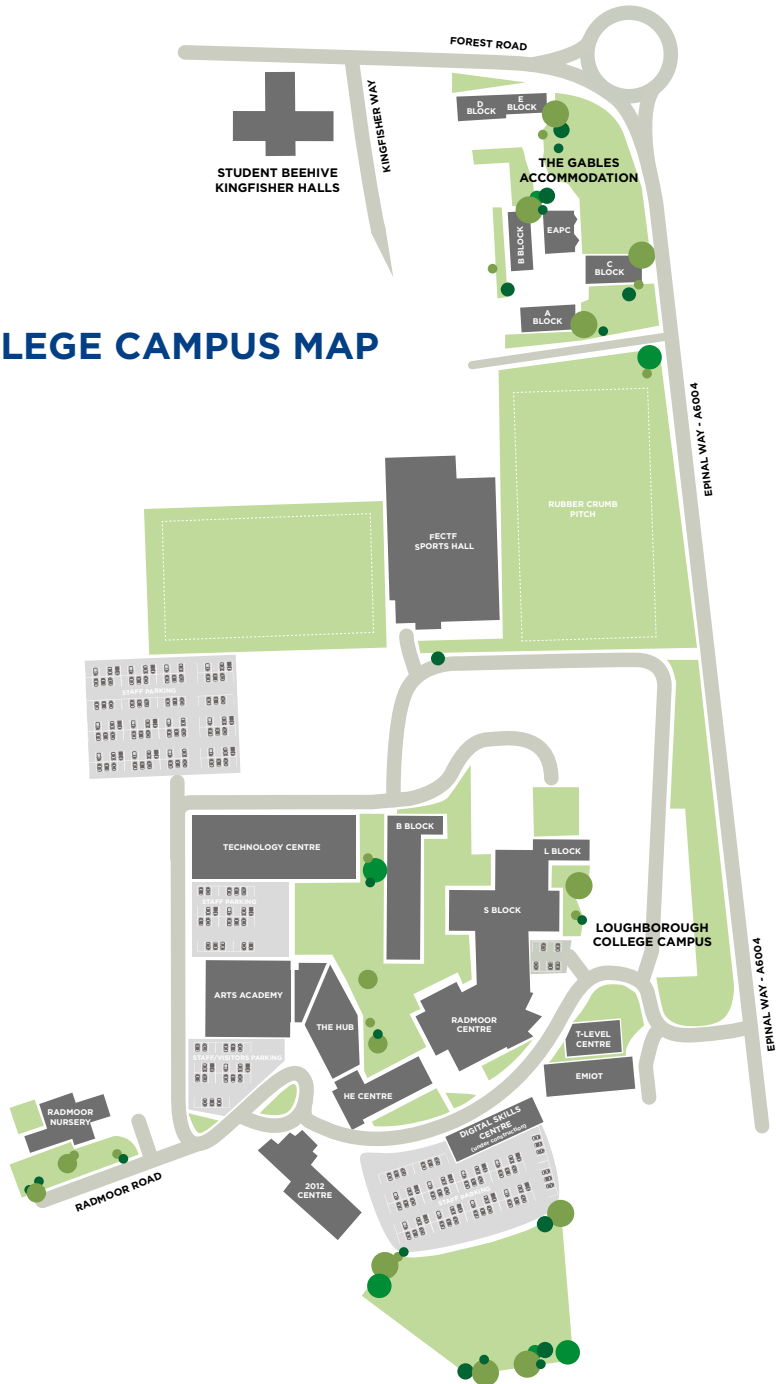 FOREST ROAD
KINGFISHER WAY
D
BLOCK
E
BLOCK
STUDENT BEEHIVE
KINGFISHER HALLS
THE GABLES
ACCOMMODATION
B BLOCK
EAPC
C
BLOCK
A
BLOCK
LEGE CAMPUS MAP
EPINAL WAY - A6004
RUBBER CRUMB
PITCH
FECTF
SPORTS HALL
STAFF PARKING
B BLOCK
TECHNOLOGY CENTRE
L BLOCK
STAFF PARKING
S BLOCK
LOUGHBOROUGH
COLLEGE CAMPUS
EPINAL WAY - A6004
ARTS ACADEMY
THE HUB
RADMOOR
CENTRE
T-LEVEL
CENTRE
STAFF/VISITORS PARKING
EMIOT
HE CENTRE
RADMOOR
NURSERY
DIGITAL SKILLS
CENTRE
(under construction)
STAFF PARKING
2012
CENTRE
RADMOOR ROAD